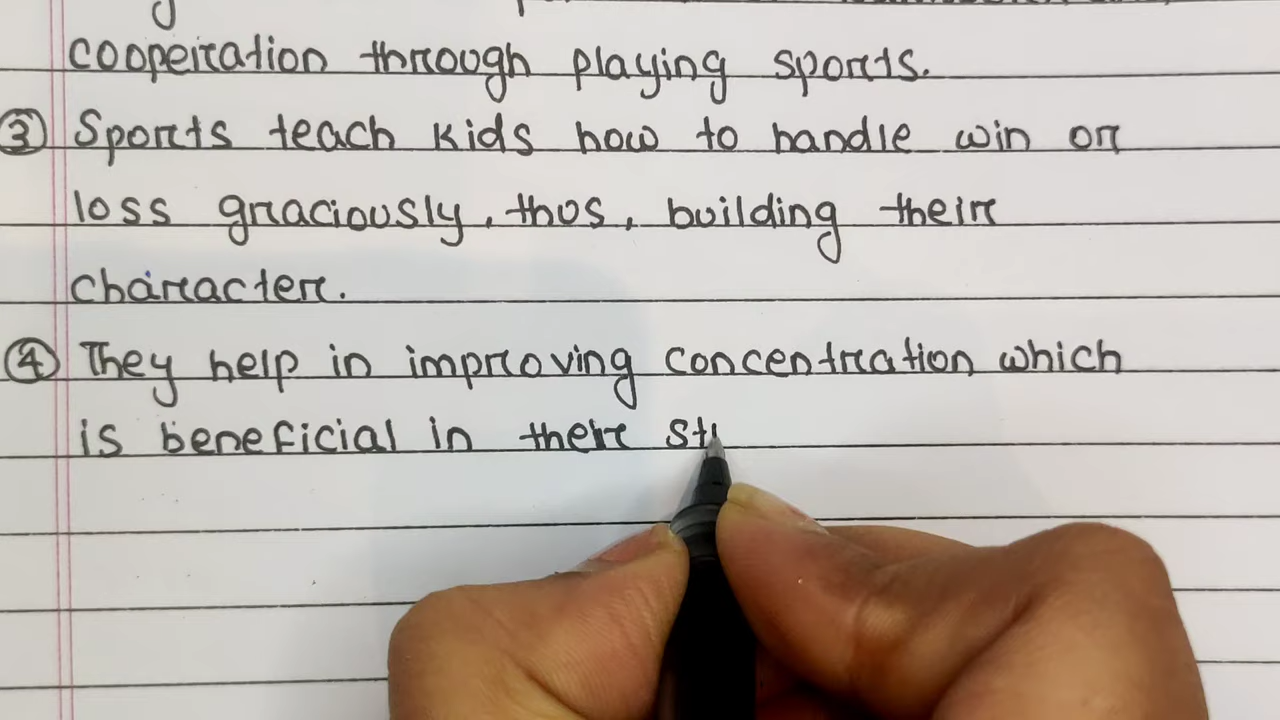 cooperation through playing sports.
③ Sports teach kids how to handle win or
loss graciously, thus, building their
character.
④ They help in improving concentration which
is beneficial in their st